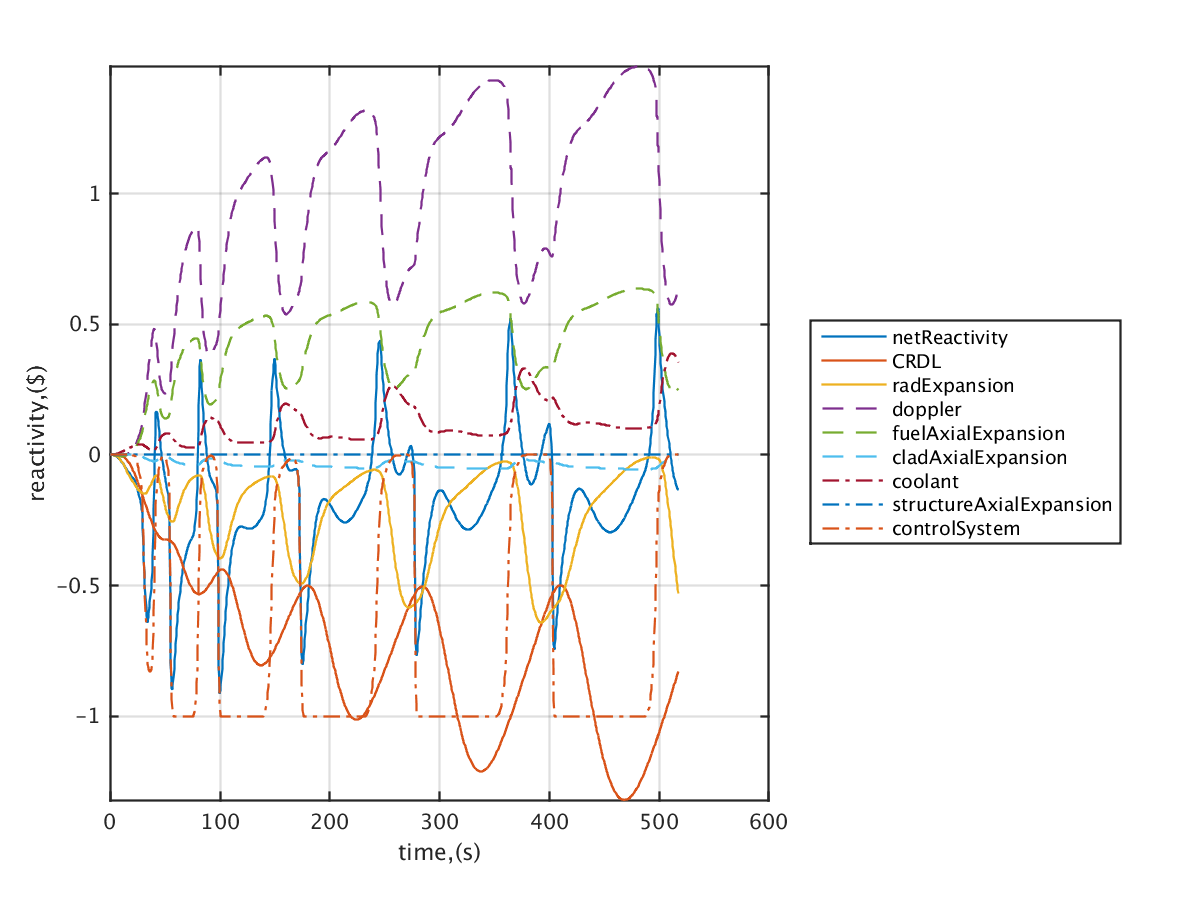 1
0.5
0
−0.5
−1
reactivity,($)
0 100 200 300 400 500 600
time,(s)
netReactivity
CRDL
radExpansion
doppler
fuelAxialExpansion
cladAxialExpansion
coolant
structureAxialExpansion
controlSystem